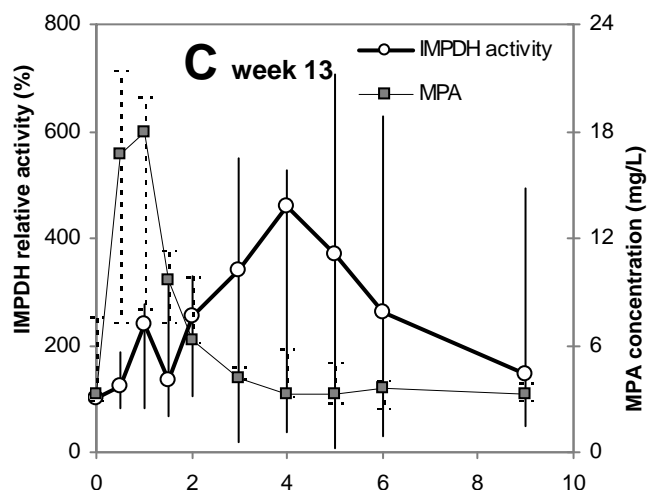 800
600
400
200
0
IMPDH relative activity (%)
C week 13
IMPDH activity
MPA
24
18
12
6
0
MPA concentration (mg/L)
0 2 4 6 8 10